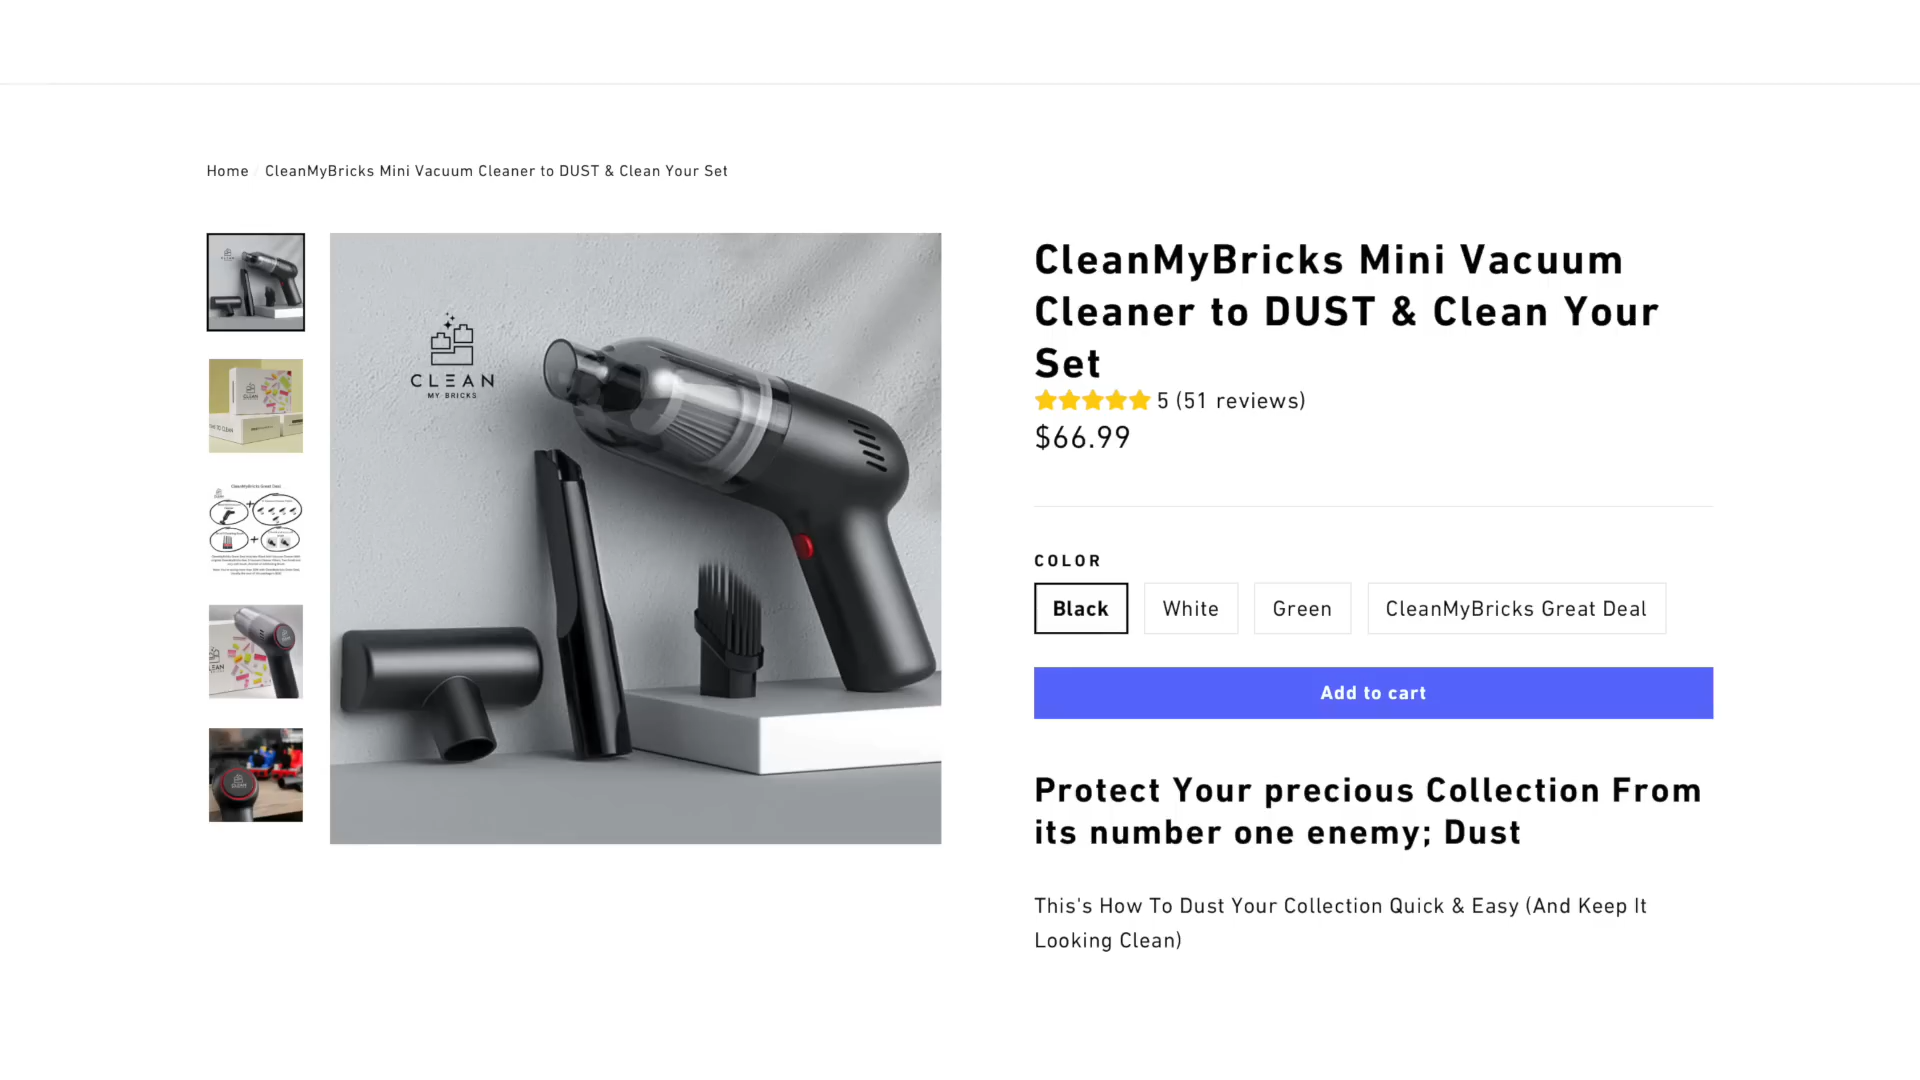 Home / CleanMyBricks Mini Vacuum Cleaner to DUST & Clean Your Set
CLEAN
MY BRICKS
CleanMyBricks Mini Vacuum
Cleaner to DUST & Clean Your
Set
5 (51 reviews)
$66.99
COLOR
Black
White
Green
CleanMyBricks Great Deal
Add to cart
Protect Your precious Collection From
its number one enemy; Dust
This's How To Dust Your Collection Quick & Easy (And Keep It
Looking Clean)